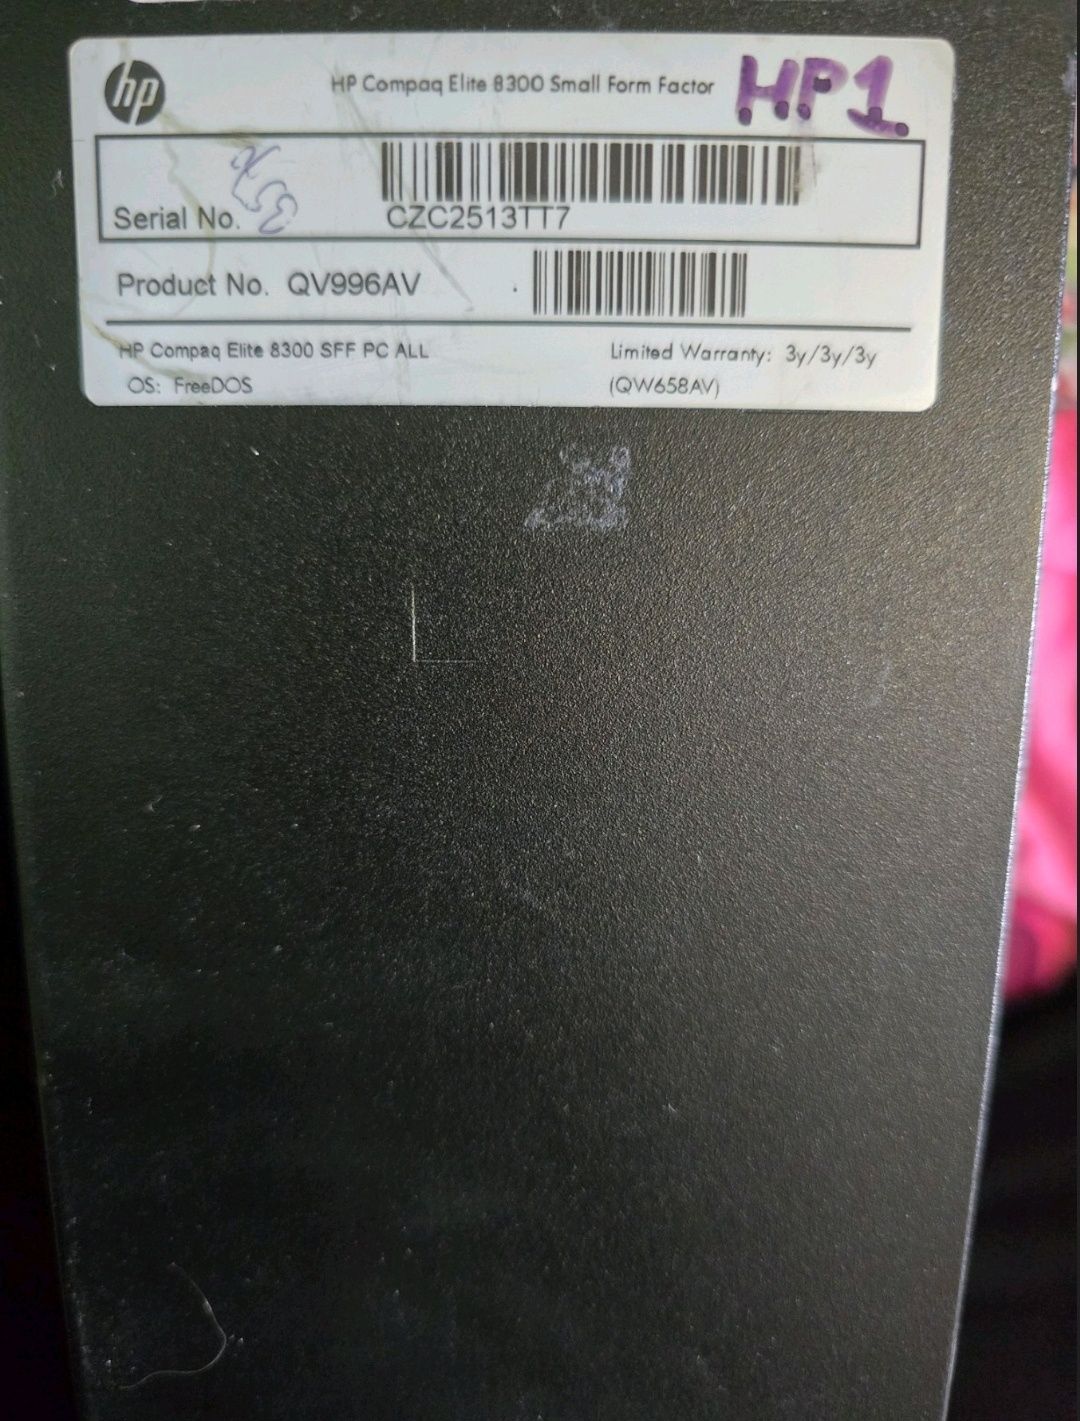 hp
HP Compaq Elite 8300 Small Form Factor HP1
Serial No. CZC2513TT7
Product No. QV996AV
HP Compaq Elite 8300 SFF PC ALL
Limited Warranty: 3y/3y/3y
OS: FreeDOS
(QW658AV)